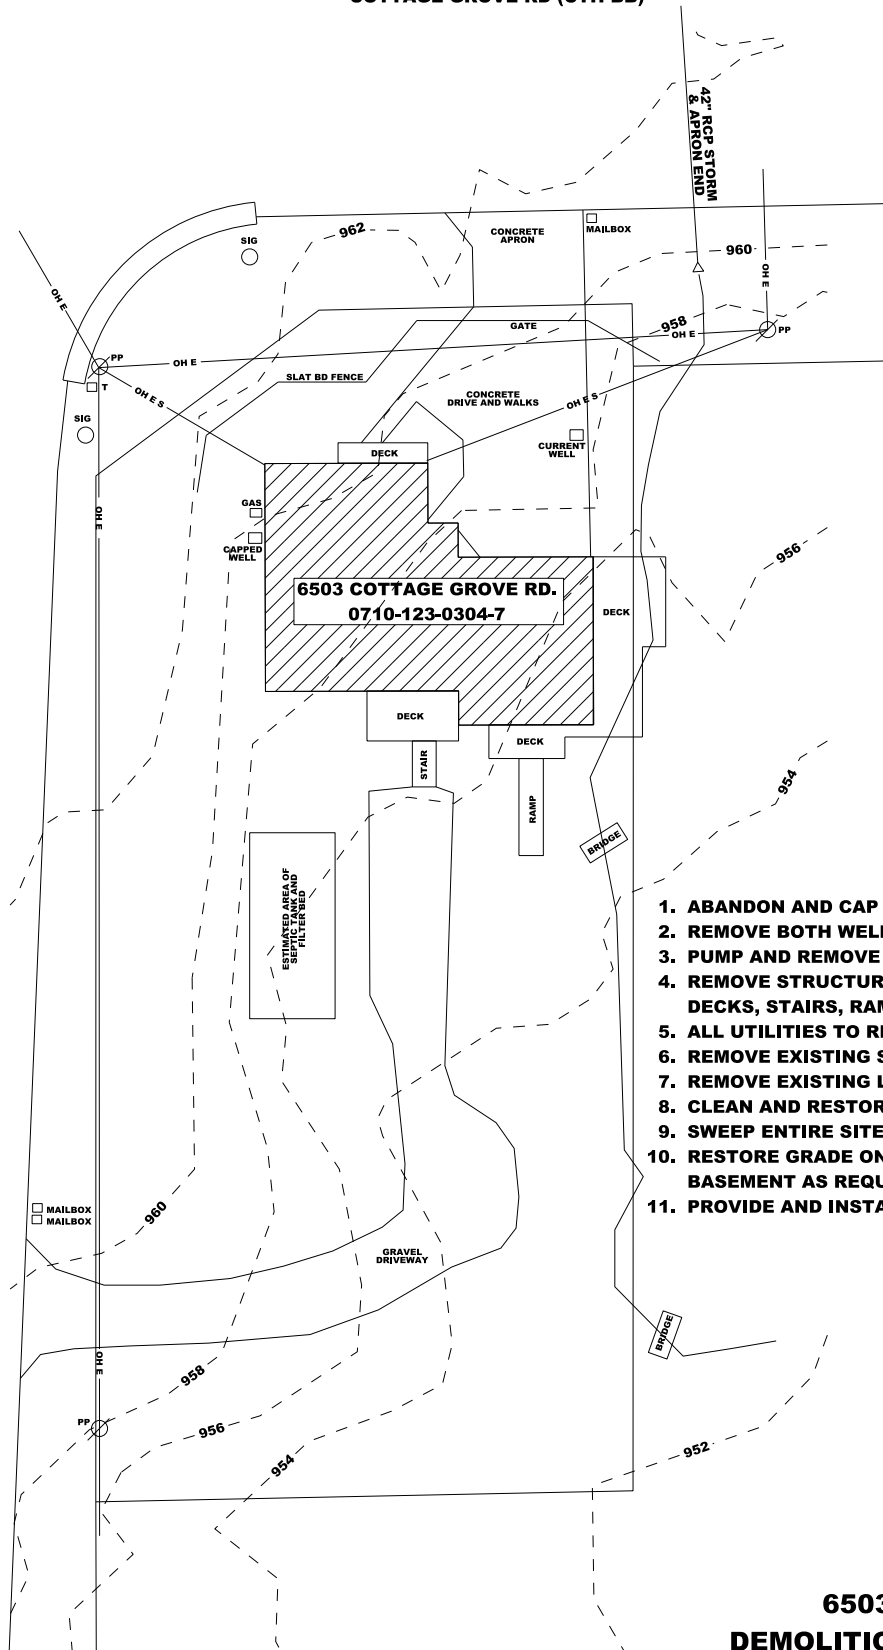 42" RCP STORM
& APRON END
SIG
962
CONCRETE
APRON
MAILBOX
960
OH E
OH E
958
GATE
OH E
PP
PP
OH E
T
SLAT BD FENCE
OH E S
CONCRETE
DRIVE AND WALKS
OH E S
SIG
DECK
CURRENT
WELL
GAS
OH E
CAPPED
WELL
956
6503 COTTAGE GROVE RD.
0710-123-0304-7
DECK
DECK
DECK
STAIR
954
RAMP
BRIDGE
ESTIMATED AREA OF
SEPTIC TANK AND
FILTER BED
1. ABANDON AND CAP
2. REMOVE BOTH WELL
3. PUMP AND REMOVE
4. REMOVE STRUCTUR
DECKS, STAIRS, RAM
5. ALL UTILITIES TO R
6. REMOVE EXISTING S
7. REMOVE EXISTING L
8. CLEAN AND RESTOR
9. SWEEP ENTIRE SITE
10. RESTORE GRADE ON
BASEMENT AS REQU
11. PROVIDE AND INSTA
MAILBOX
MAILBOX
960
GRAVEL
DRIVEWAY
BRIDGE
OH E
958
PP
956
954
952
6503
DEMOLITIO